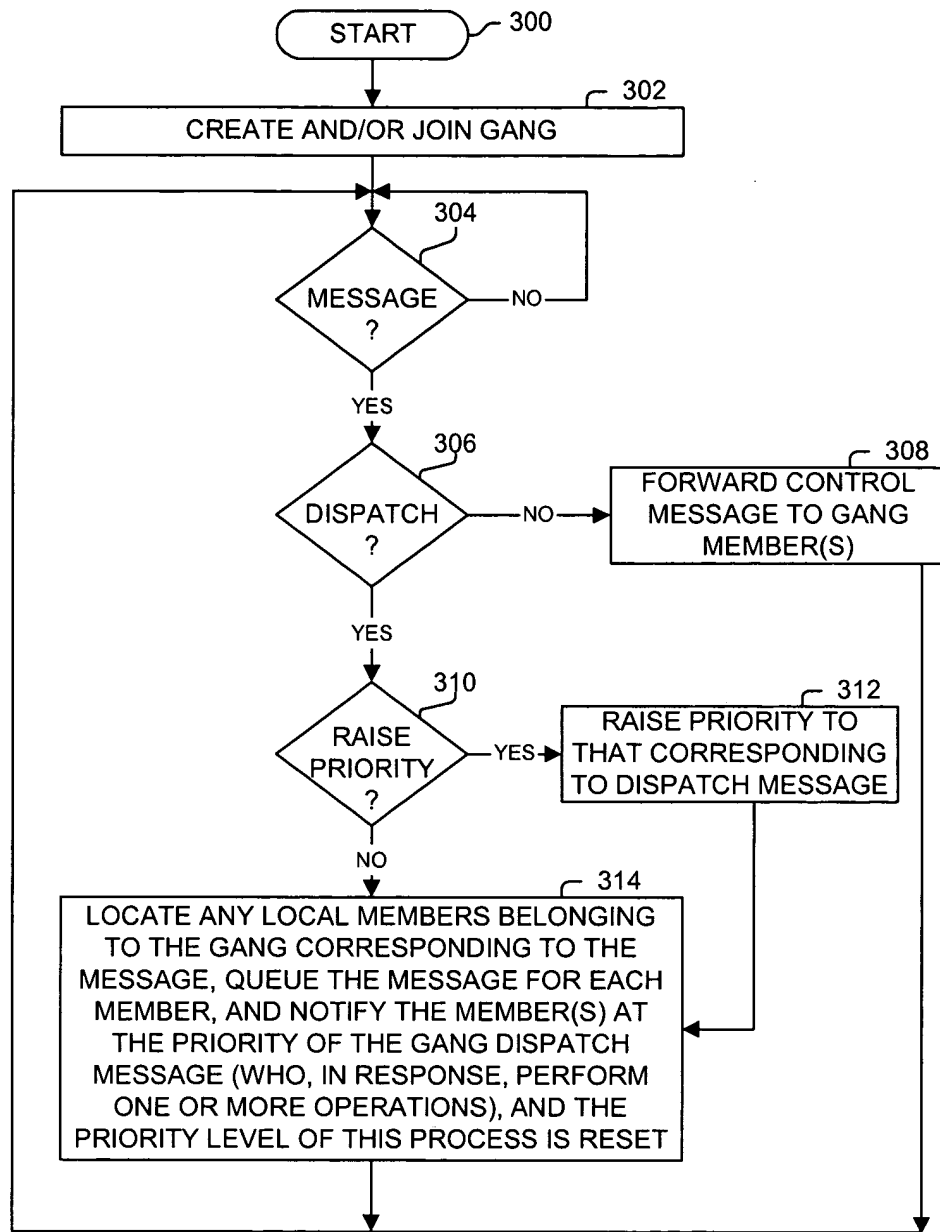 START
300
302
CREATE AND/OR JOIN GANG
304
MESSAGE
?
NO
YES
306
DISPATCH
?
NO
308
FORWARD CONTROL
MESSAGE TO GANG
MEMBER(S)
YES
310
RAISE
PRIORITY
?
YES
312
RAISE PRIORITY TO
THAT CORRESPONDING
TO DISPATCH MESSAGE
NO
314
LOCATE ANY LOCAL MEMBERS BELONGING
TO THE GANG CORRESPONDING TO THE
MESSAGE, QUEUE THE MESSAGE FOR EACH
MEMBER, AND NOTIFY THE MEMBER(S) AT
THE PRIORITY OF THE GANG DISPATCH
MESSAGE (WHO, IN RESPONSE, PERFORM
ONE OR MORE OPERATIONS), AND THE
PRIORITY LEVEL OF THIS PROCESS IS RESET